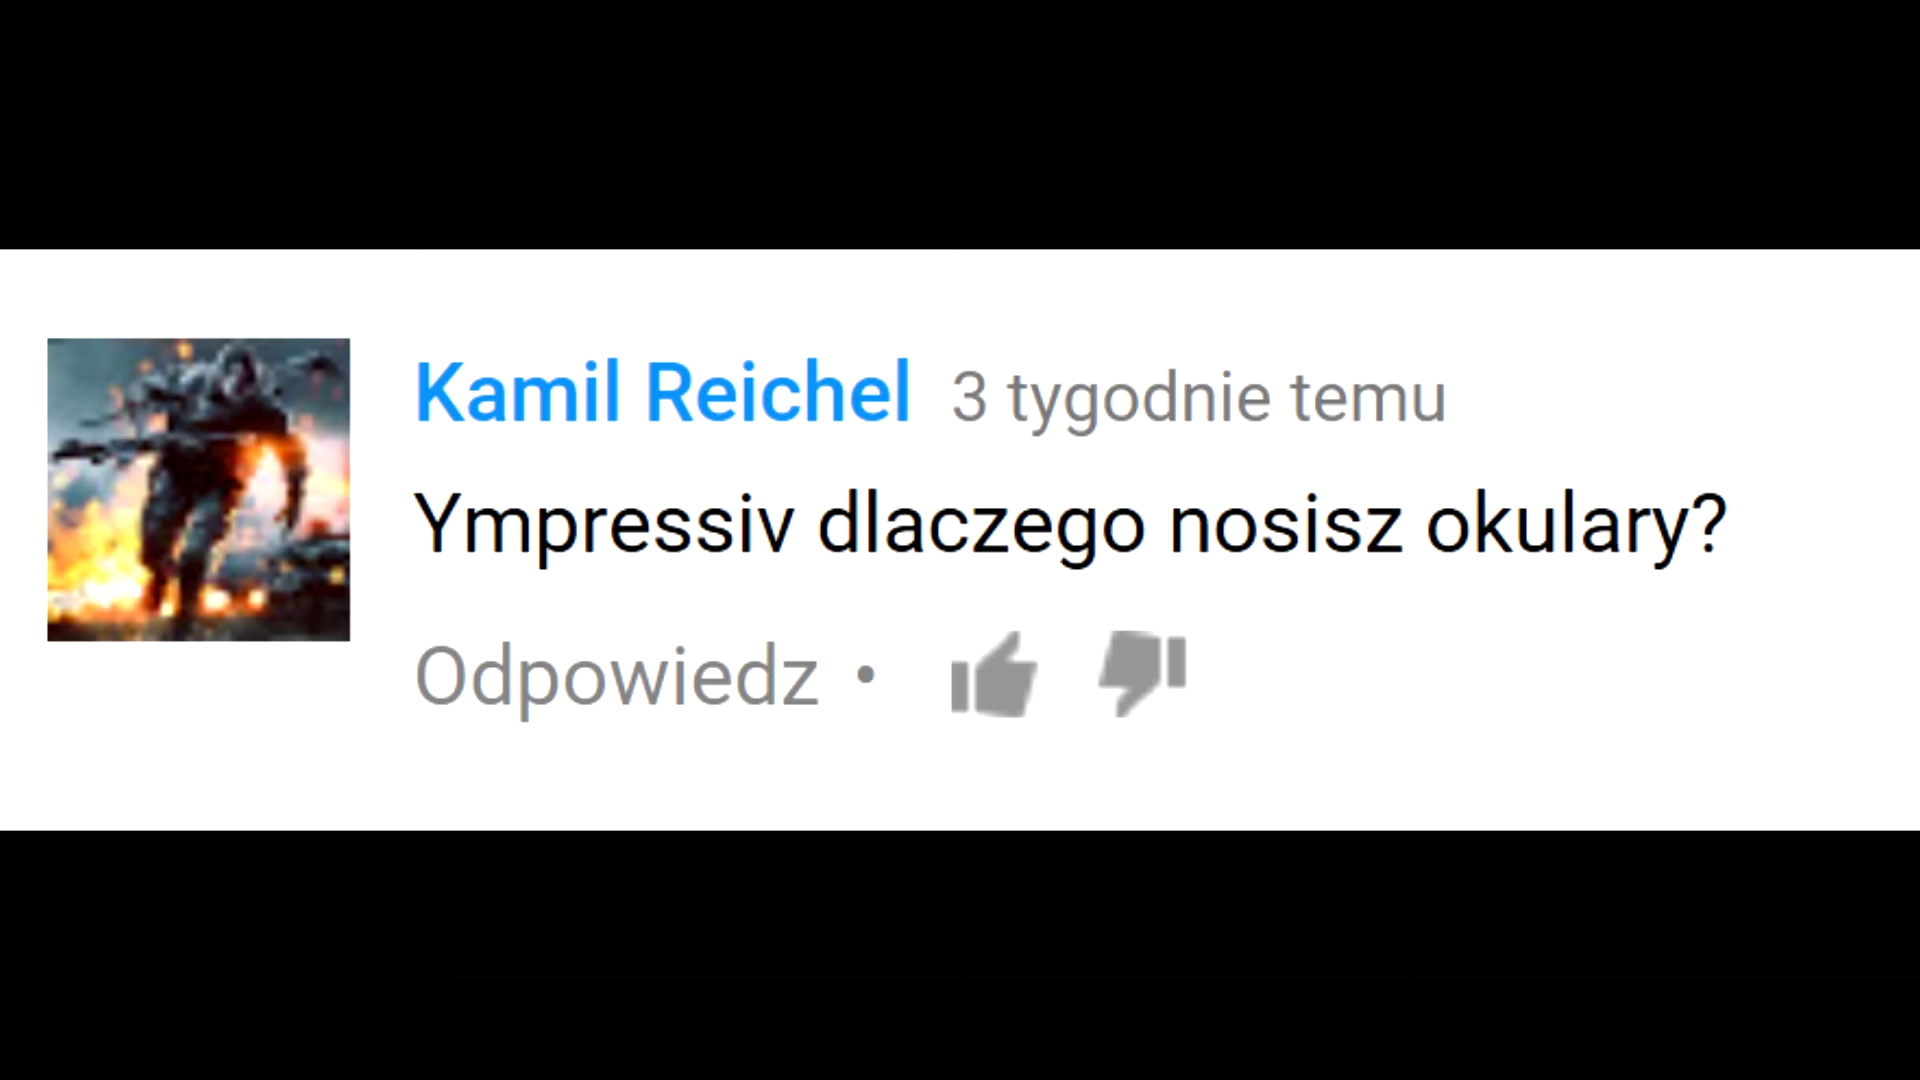 Kamil Reichel 3 tygodnie temu
Ympressiv dlaczego nosisz okulary?
Odpowiedz •